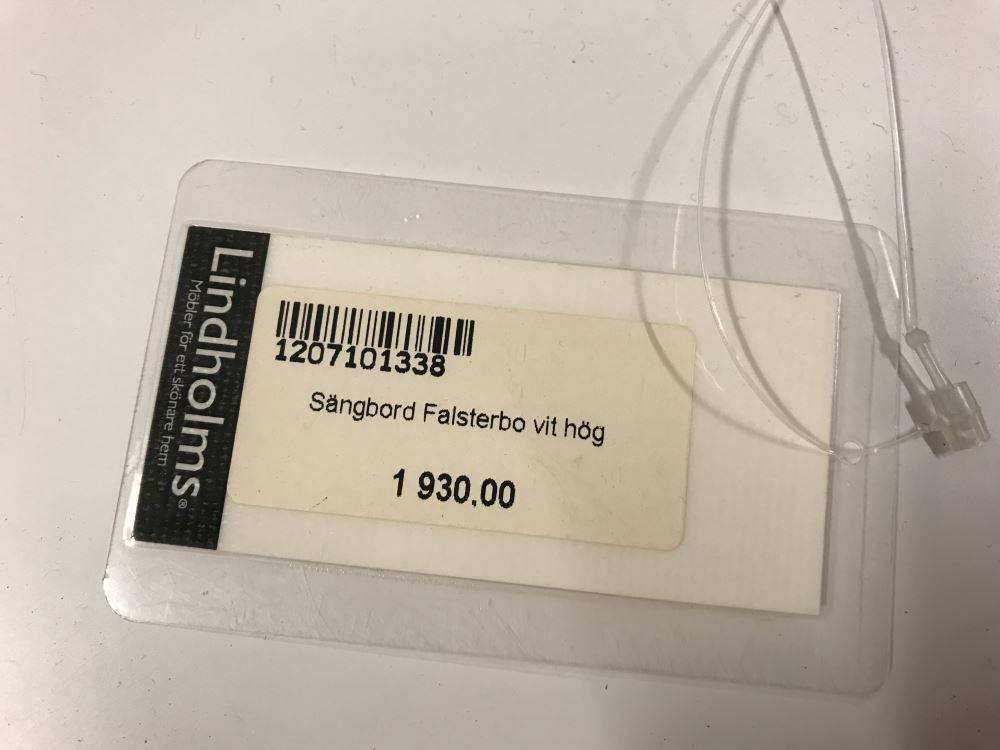 Lindholms®
Möbler för ett skönare hem
1207101338
Sängbord Falsterbo vit hög
1 930,00